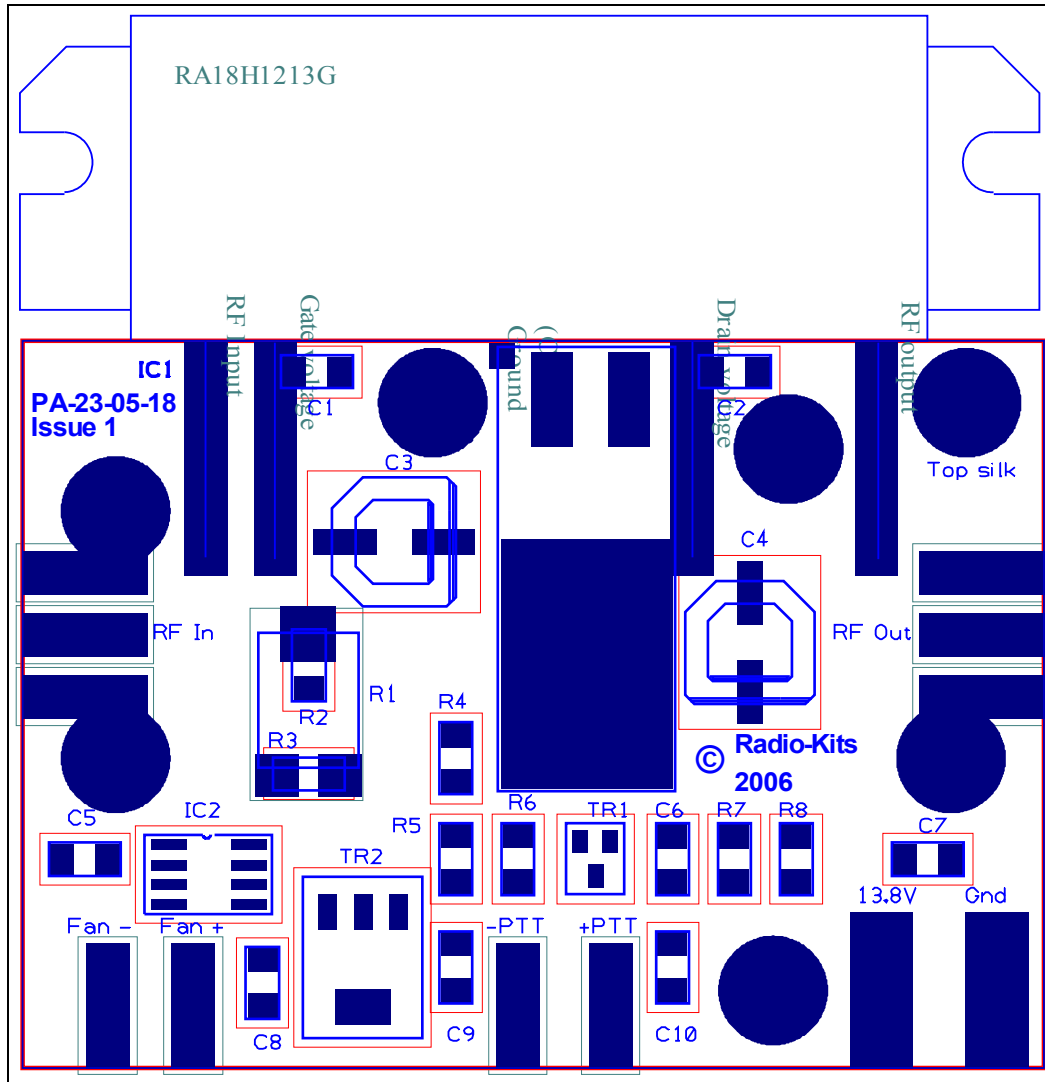 RA18H1213G
RF Input
Gate voltage
Ground
Drain voltage
RF output
IC1
PA-23-05-18
Issue 1
C1
C2
C3
Top silk
C4
RF In
RF Out
R1
R2
R4
R3
© Radio-Kits
2006
C5
IC2
R5
R6
TR1
C6
R7
R8
C7
TR2
13.8V
Gnd
Fan -
Fan +
-PTT
+PTT
C8
C9
C10